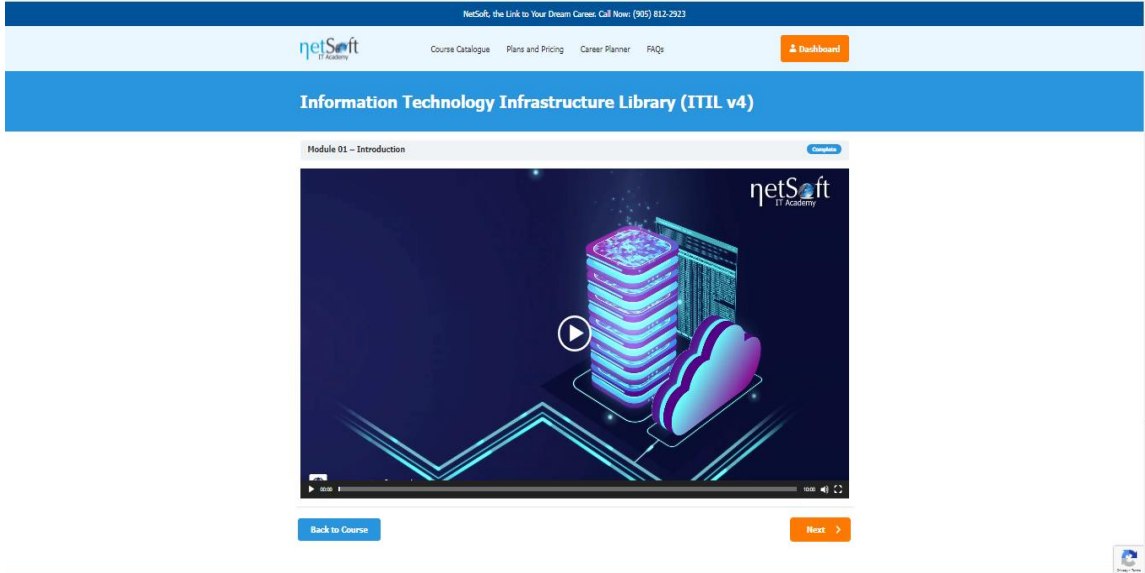 NetSoft, the Link to Your Dream Career. Call Now: (905) 812-2923
netSoft
IT Academy
Course Catalogue Plans and Pricing Career Planner FAQs
Dashboard
Information Technology Infrastructure Library (ITIL v4)
Module 01 – Introduction
Complete
netSoft
IT Academy
00:00
10:00
Back to Course
Next
Privacy - Terms